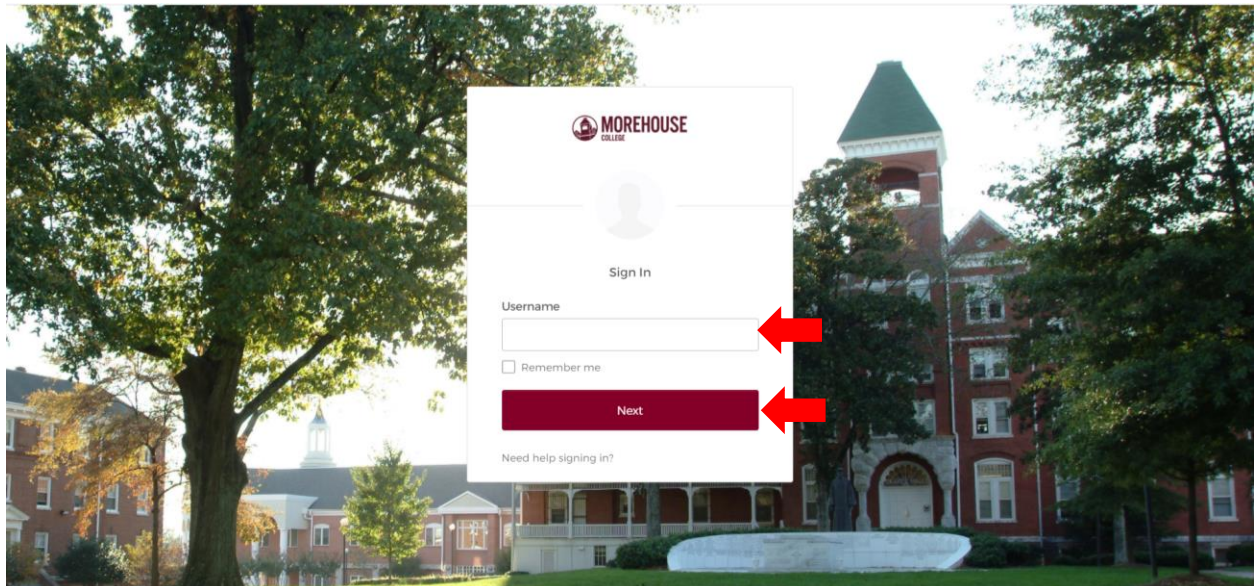 MOREHOUSE
COLLEGE
Sign In
Username
Remember me
Next
Need help signing in?